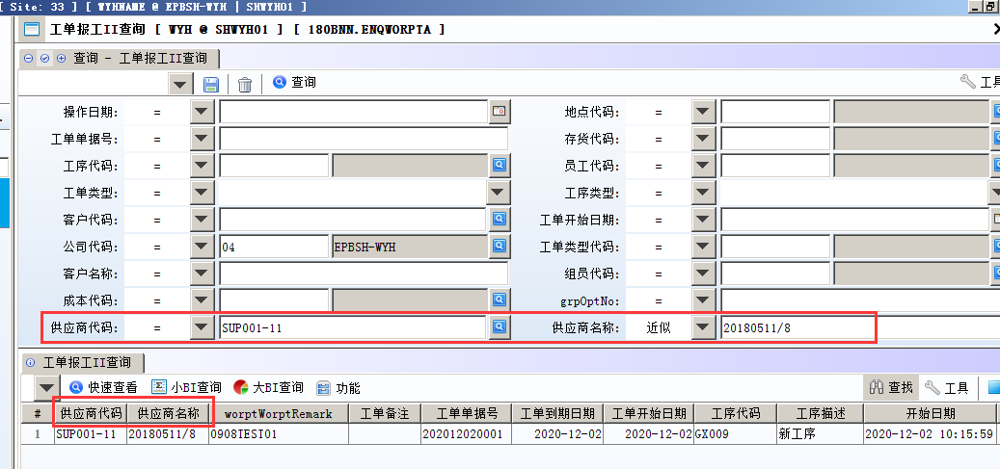 [ Site: 33 ] [ WYHNAME @ EPBSH-WYH | SHWYH01 ]
工单报工II查询 [ WYH @ SHWYH01 ] [ 180BNN.ENQWORPTA ]
查询 - 工单报工II查询
查询 工具
操作日期: = 地点代码: =
工单单据号: = 存货代码: =
工序代码: = 员工代码: =
工单类型: = 工序类型: =
客户代码: = 工单开始日期: =
公司代码: = 04 EPBSH-WYH 工单类型代码: =
客户名称: = 组员代码: =
成本代码: = grpOptNo: =
供应商代码: = SUP001-11 供应商名称: 近似 20180511/8
工单报工II查询
快速查看 小BI查询 大BI查询 功能 查找 工具
# 供应商代码 供应商名称 worptWorptRemark 工单备注 工单单据号 工单到期日期 工单开始日期 工序代码 工序描述 开始日期
1 SUP001-11 20180511/8 0908TEST01 202012020001 2020-12-02 2020-12-02 GX009 新工序 2020-12-02 10:15:59